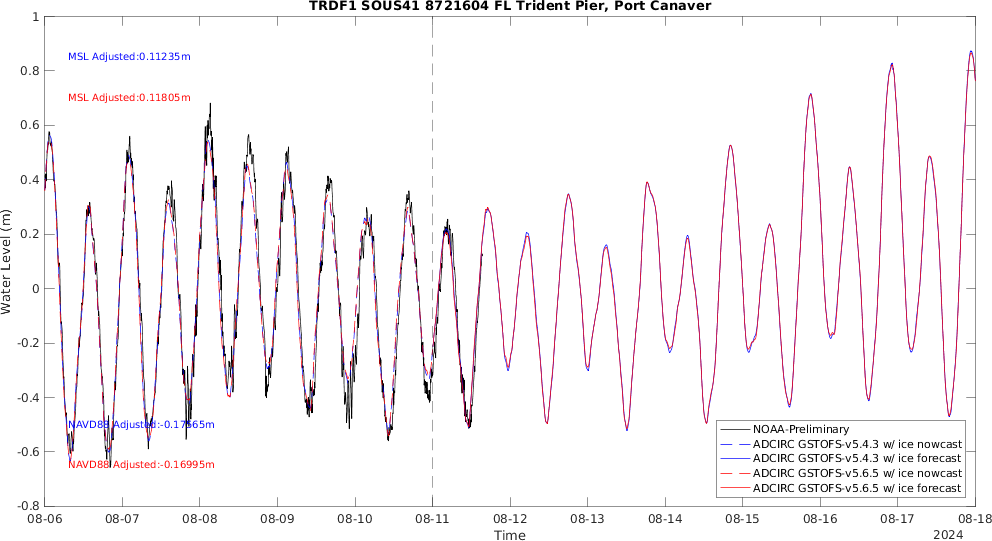 TRDF1 SOUS41 8721604 FL Trident Pier, Port Canaver
Water Level (m)
1
0.8
0.6
0.4
0.2
0
-0.2
-0.4
-0.6
-0.8
MSL Adjusted:0.11235m
MSL Adjusted:0.11805m
NAVD88 Adjusted:-0.17565m
NAVD88 Adjusted:-0.16995m
NOAA-Preliminary
ADCIRC GSTOFS-v5.4.3 w/ ice nowcast
ADCIRC GSTOFS-v5.4.3 w/ ice forecast
ADCIRC GSTOFS-v5.6.5 w/ ice nowcast
ADCIRC GSTOFS-v5.6.5 w/ ice forecast
08-06 08-07 08-08 08-09 08-10 08-11 08-12 08-13 08-14 08-15 08-16 08-17 08-18
Time
2024